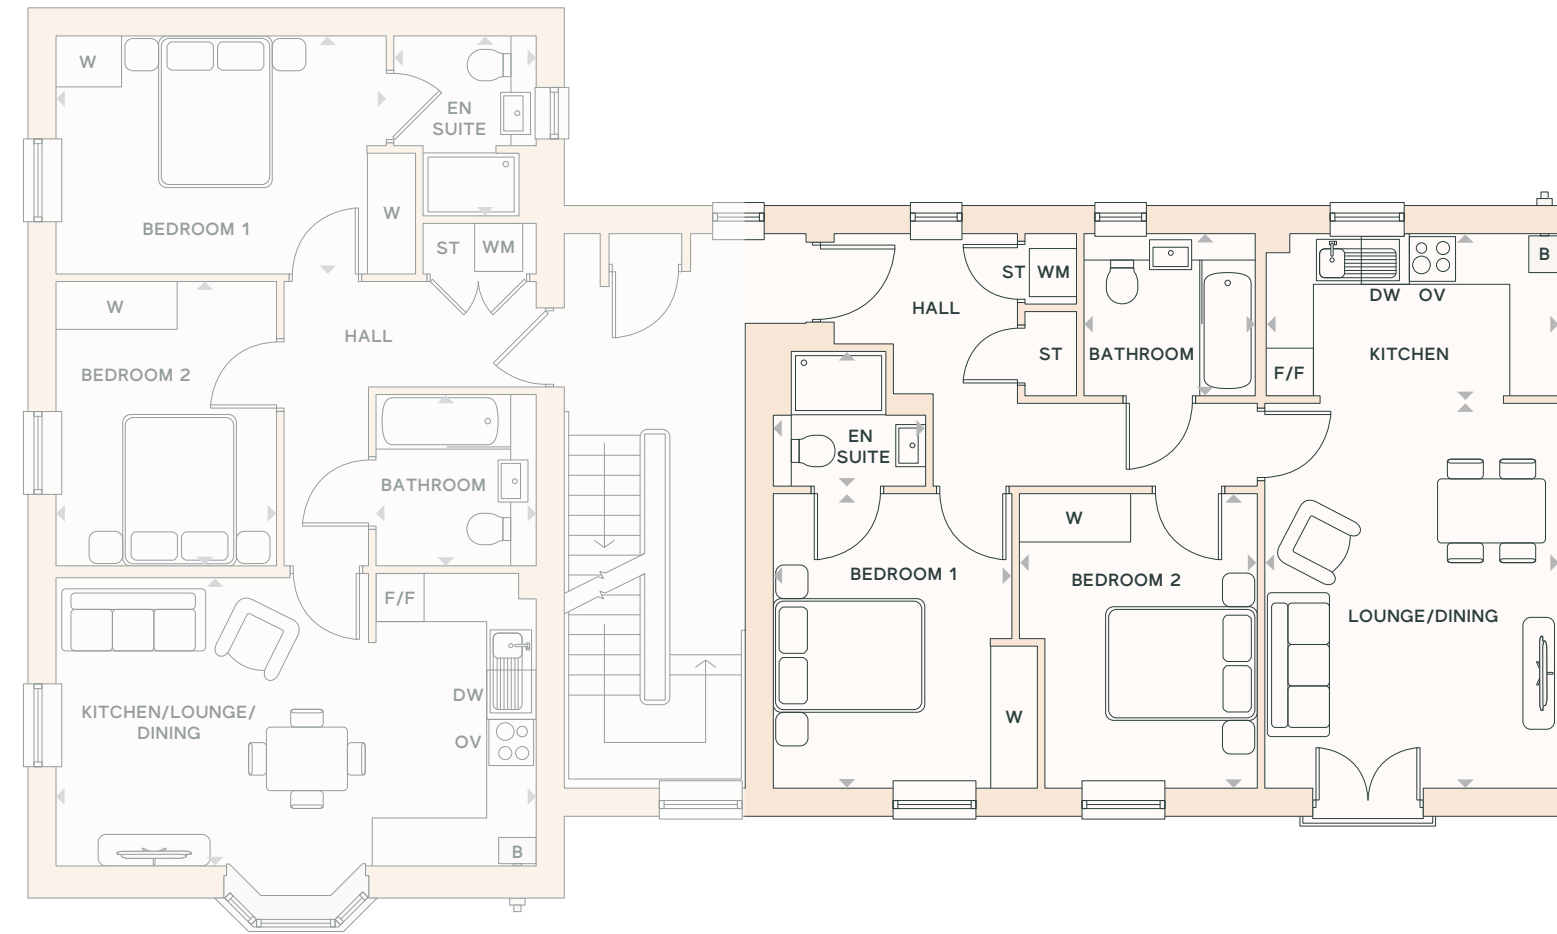 W
EN
SUITE
BEDROOM 1
W
ST
WM
W
HALL
BEDROOM 2
BATHROOM
F/F
KITCHEN/LOUNGE/
DINING
DW
OV
B
HALL
ST
WM
ST
BATHROOM
DW
OV
B
KITCHEN
F/F
EN
SUITE
BEDROOM 1
W
BEDROOM 2
W
LOUNGE/DINING